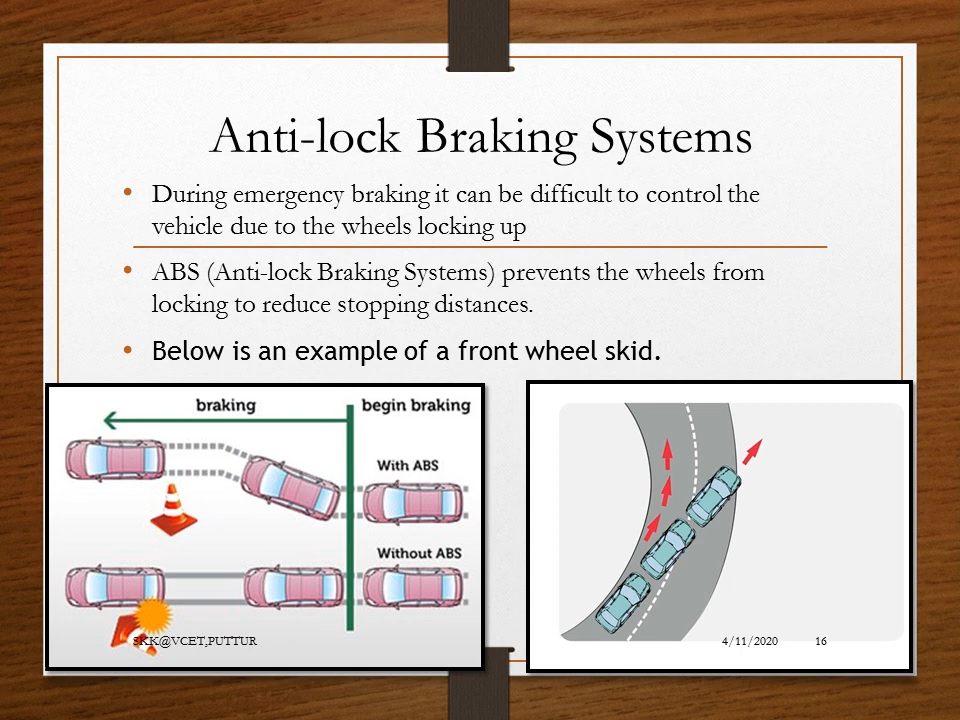 Anti-lock Braking Systems
• During emergency braking it can be difficult to control the
vehicle due to the wheels locking up
• ABS (Anti-lock Braking Systems) prevents the wheels from
locking to reduce stopping distances.
• Below is an example of a front wheel skid.
braking
begin braking
With ABS
Without ABS
SKK@VCET,PUTTUR
4/11/2020
16